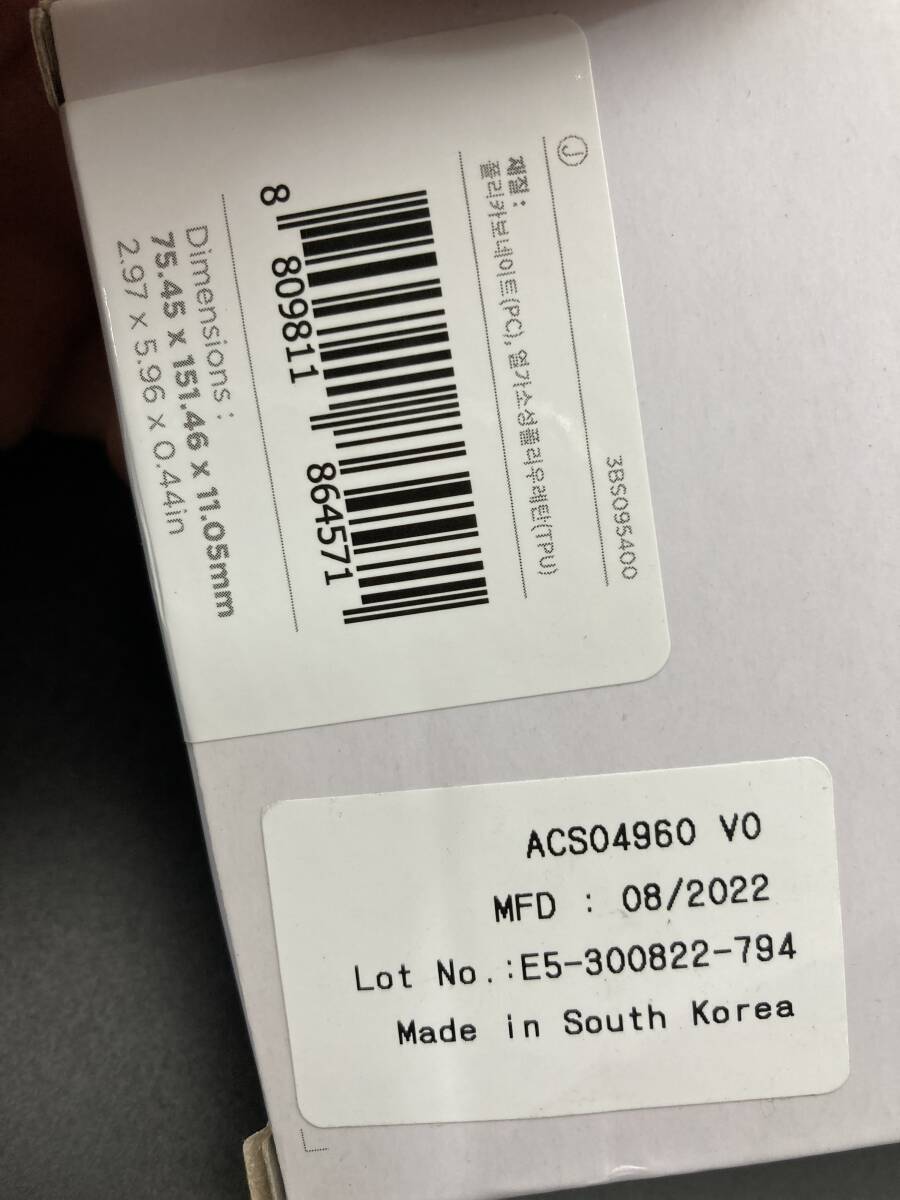 Ⓙ
3BS095400
재질 :
폴리카보네이트(PC), 열가소성폴리우레탄(TPU)
8 809811 864571
Dimensions :
75.45 x 151.46 x 11.05mm
2.97 x 5.96 x 0.44in
ACS04960 V0
MFD : 08/2022
Lot No.:E5-300822-794
Made in South Korea